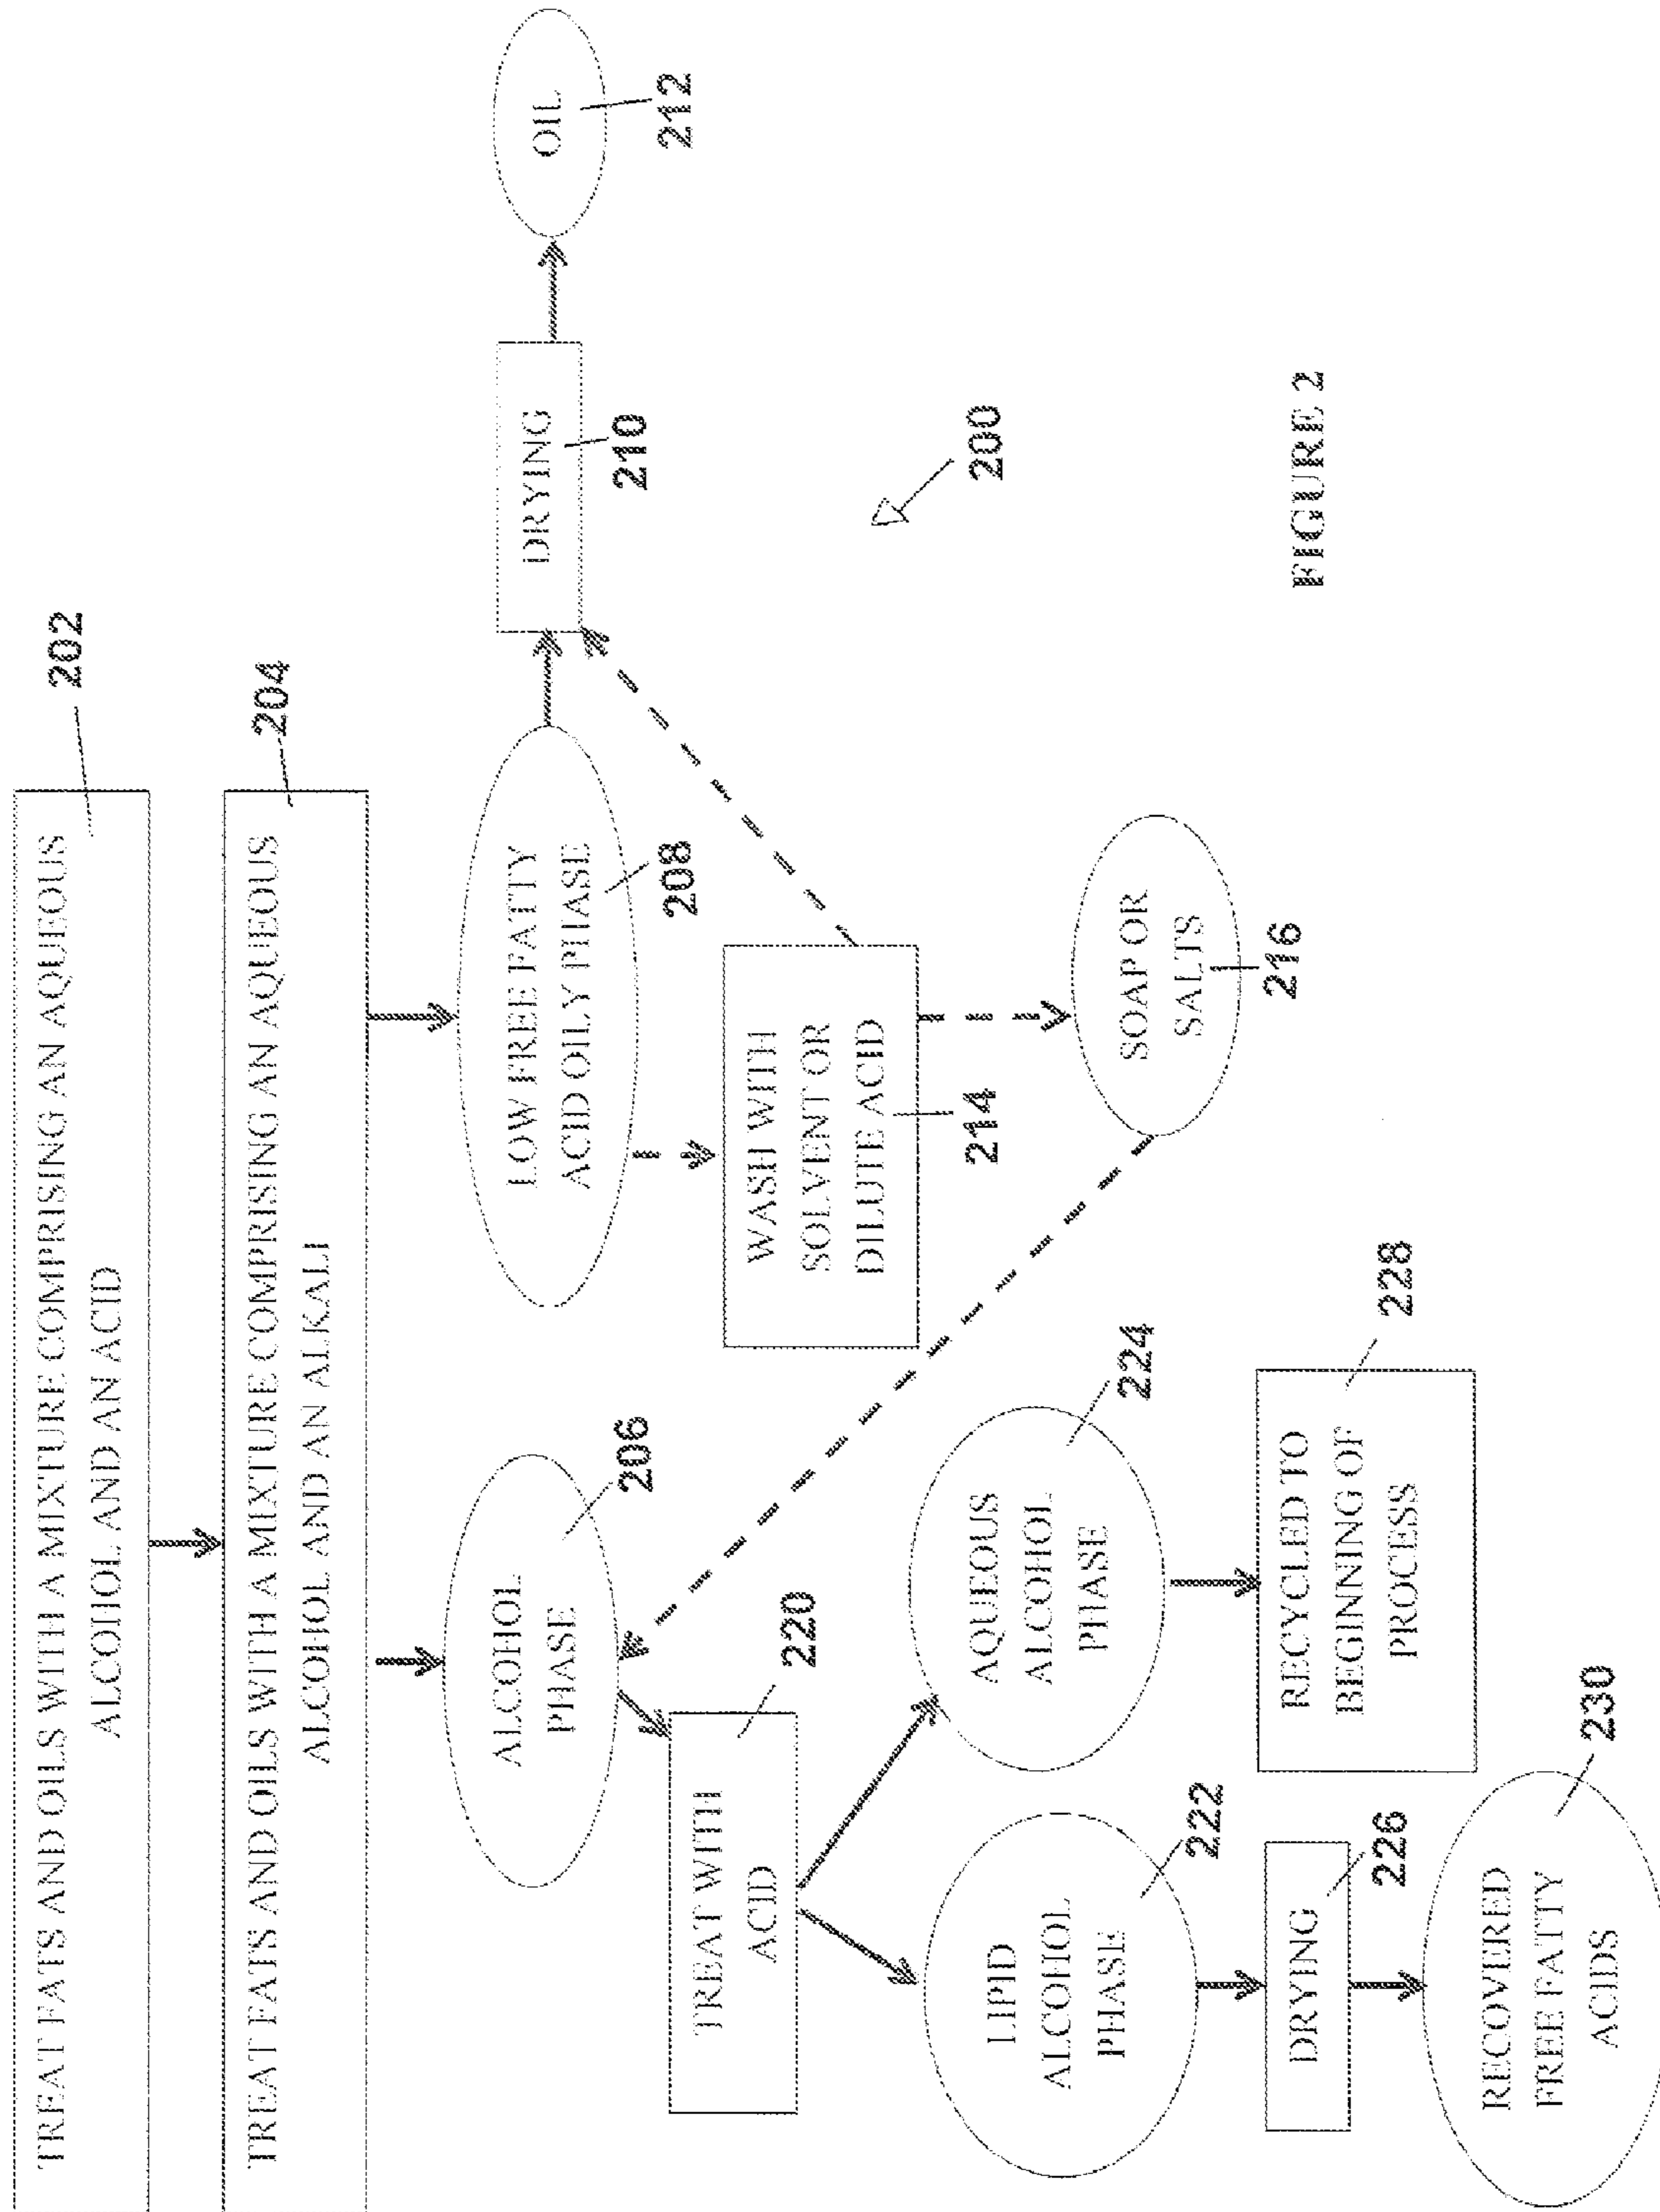 TREAT FATS AND OILS WITH A MIXTURE COMPRISING AN AQUEOUS
ALCOHOL AND AN ACID
202
TREAT FATS AND OILS WITH A MIXTURE COMPRISING AN AQUEOUS
ALCOHOL AND AN ALKALI
204
ALCOHOL
PHASE
206
LOW FREE FATTY
ACID OILY PHASE
208
DRYING
210
OIL
212
TREAT WITH
ACID
220
WASH WITH
SOLVENT OR
DILUTE ACID
214
200
LIPID
ALCOHOL
PHASE
222
AQUEOUS
ALCOHOL
PHASE
224
SOAP OR
SALTS
216
DRYING
226
RECYCLED TO
BEGINNING OF
PROCESS
228
RECOVERED
FREE FATTY
ACIDS
230
FIGURE 2